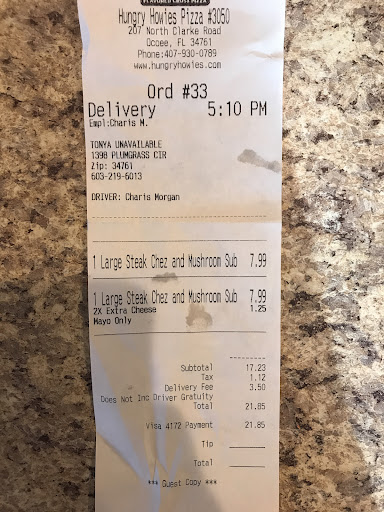 FLAVORED CRUST PIZZA
Hungry Howies Pizza #3050
207 North Clarke Road
Ocoee, FL 34761
Phone:407-930-0789
www.hungryhowies.com
Ord #33
Delivery 5:10 PM
Empl:Charis M.
TONYA UNAVAILABLE
1398 PLUMGRASS CIR
Zip: 34761
603-219-6013
DRIVER: Charis Morgan
1 Large Steak Chez and Mushroom Sub 7.99
1 Large Steak Chez and Mushroom Sub 7.99
2X Extra Cheese 1.25
Mayo Only
Subtotal 17.23
Tax 1.12
Delivery Fee 3.50
Does Not Inc Driver Gratuity
Total 21.85
Visa 4172 Payment 21.85
Tip
Total
*** Guest Copy ***